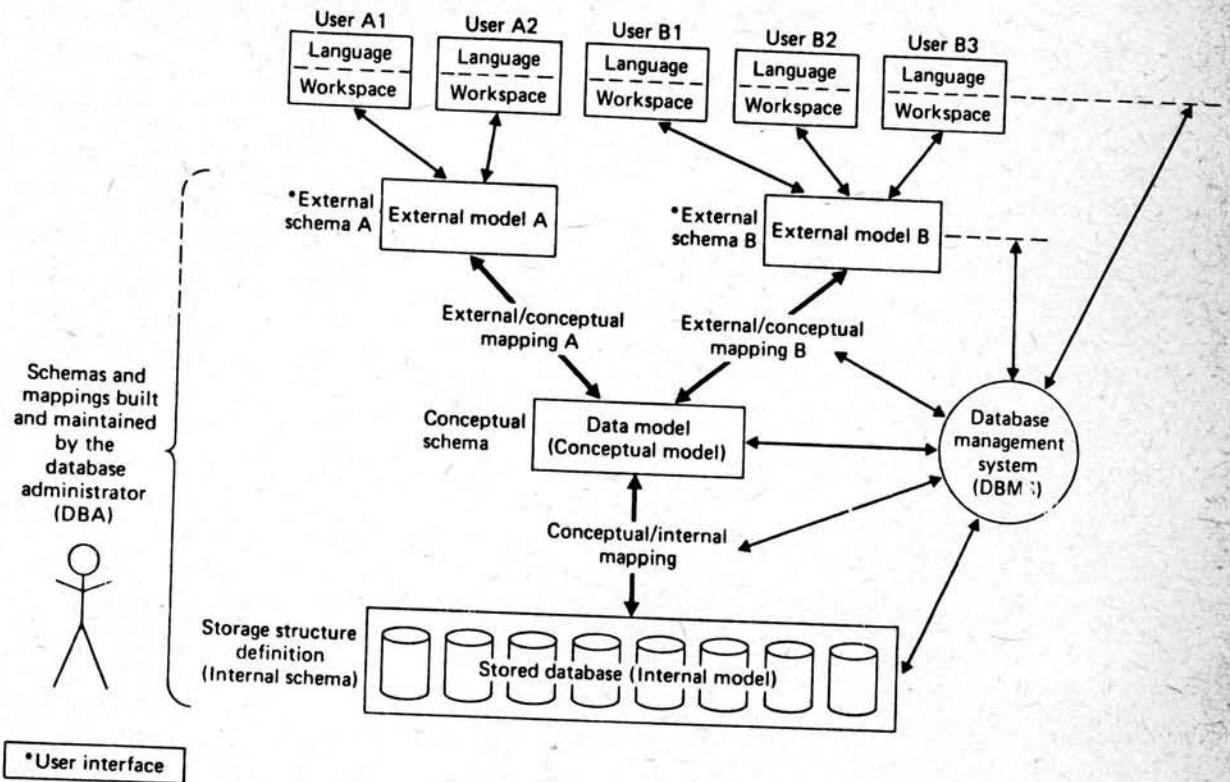 User A1
User A2
User B1
User B2
User B3
Language
Workspace
Language
Workspace
Language
Workspace
Language
Workspace
Language
Workspace
*External
schema A
External model A
*External
schema B
External model B
External/conceptual
mapping A
External/conceptual
mapping B
Schemas and
mappings built
and maintained
by the
database
administrator
(DBA)
Conceptual
schema
Data model
(Conceptual model)
Database
management
system
(DBMS)
Conceptual/internal
mapping
Storage structure
definition
(Internal schema)
Stored database (Internal model)
*User interface